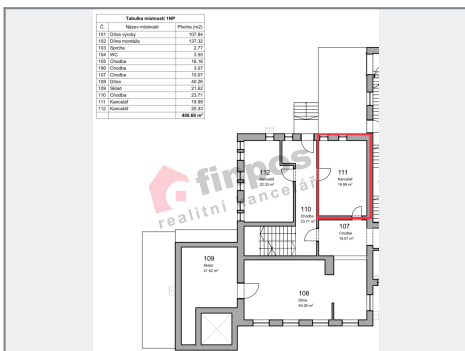 Tabulka místností 1NP
Č. Název místnosti Plocha (m2)
101 Dílna výroby 107.84
102 Dílna montáže 137.32
103 Sprcha 2.77
104 WC 3.55
105 Chodba 16.16
106 Chodba 3.07
107 Chodba 10.07
108 Dílna 40.26
109 Sklad 21.62
110 Chodba 23.71
111 Kancelář 19.99
112 Kancelář 20.33
406.68 m²
112
Kancelář
20.33 m²
111
Kancelář
19.99 m²
finpos
realitní kancelář
110
Chodba
23.71 m²
107
Chodba
10.07 m²
109
Sklad
21.62 m²
108
Dílna
40.26 m²